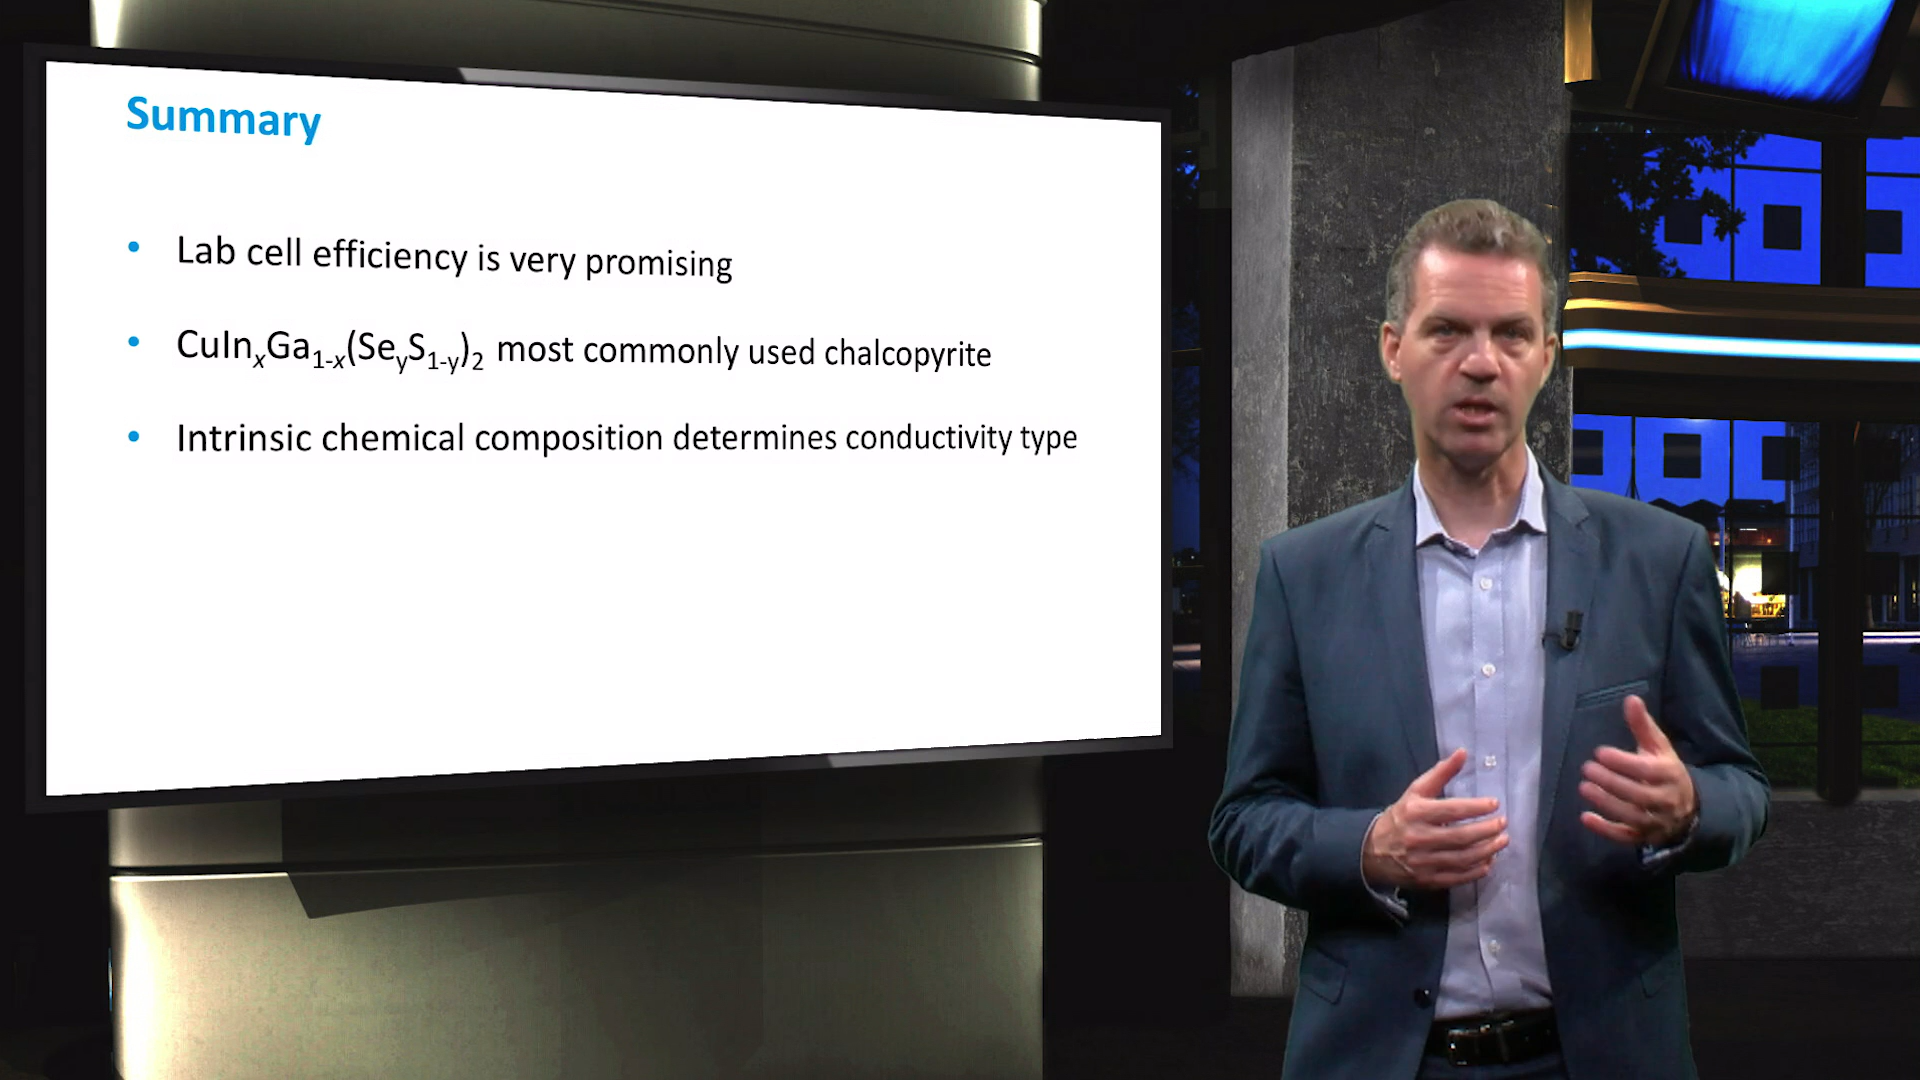 Summary
• Lab cell efficiency is very promising
• CuInₓGa₁₋ₓ(SeᵧS₁₋ᵧ)₂ most commonly used chalcopyrite
• Intrinsic chemical composition determines conductivity type